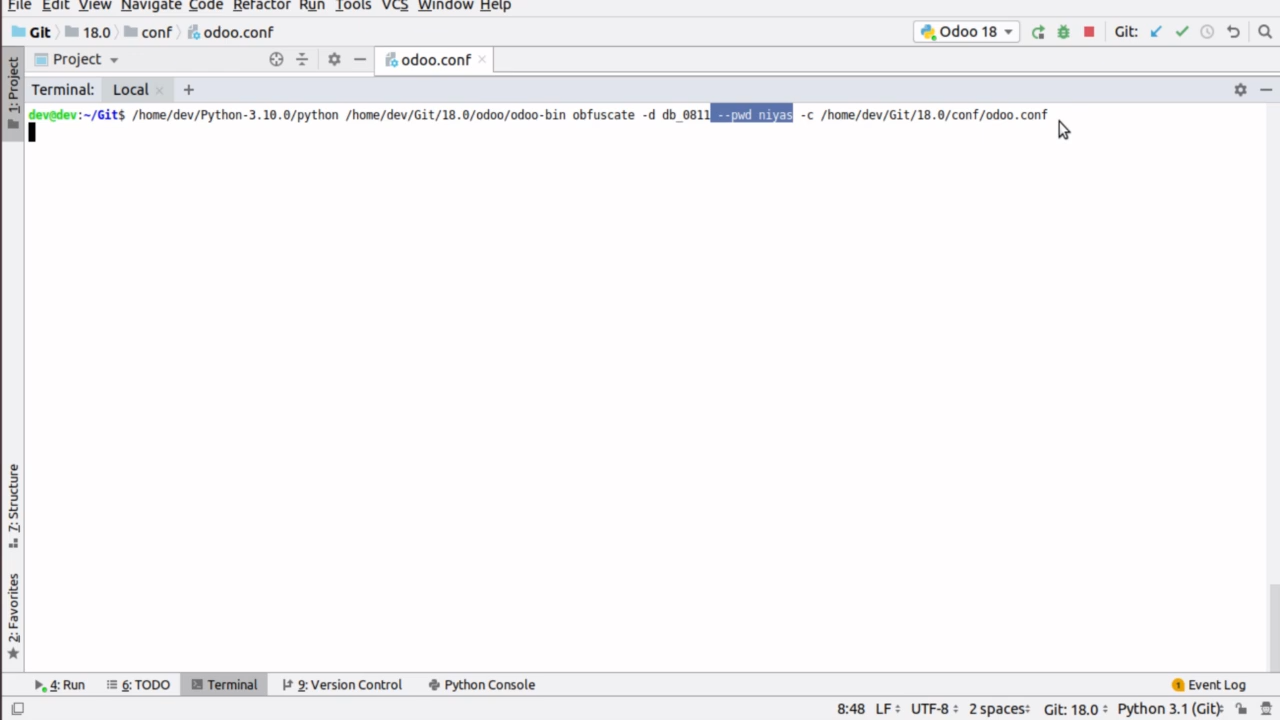 File Edit View Navigate Code Refactor Run Tools VCS Window Help
Git 18.0 conf odoo.conf Odoo 18 Git:
1: Project Project odoo.conf
Terminal: Local +
dev@dev:~/Git$ /home/dev/Python-3.10.0/python /home/dev/Git/18.0/odoo/odoo-bin obfuscate -d db_0811 --pwd niyas -c /home/dev/Git/18.0/conf/odoo.conf
7: Structure
2: Favorites
4: Run 6: TODO Terminal 9: Version Control Python Console 1 Event Log
8:48 LF UTF-8 2 spaces Git: 18.0 Python 3.1 (Git)